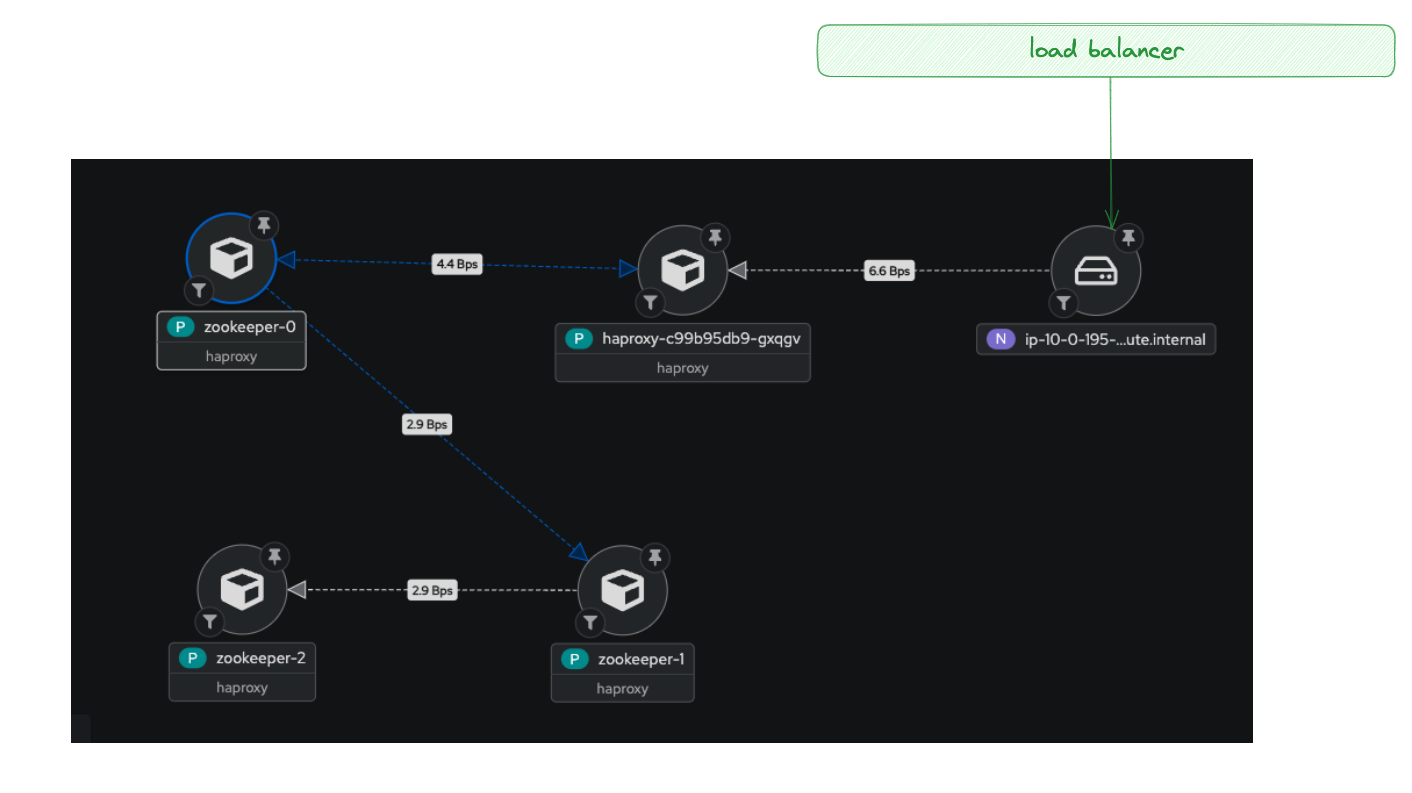 load balancer
4.4 Bps
6.6 Bps
P zookeeper-0
haproxy
P haproxy-c99b95db9-gxqgv
haproxy
N ip-10-0-195-...ute.internal
2.9 Bps
2.9 Bps
P zookeeper-2
haproxy
P zookeeper-1
haproxy